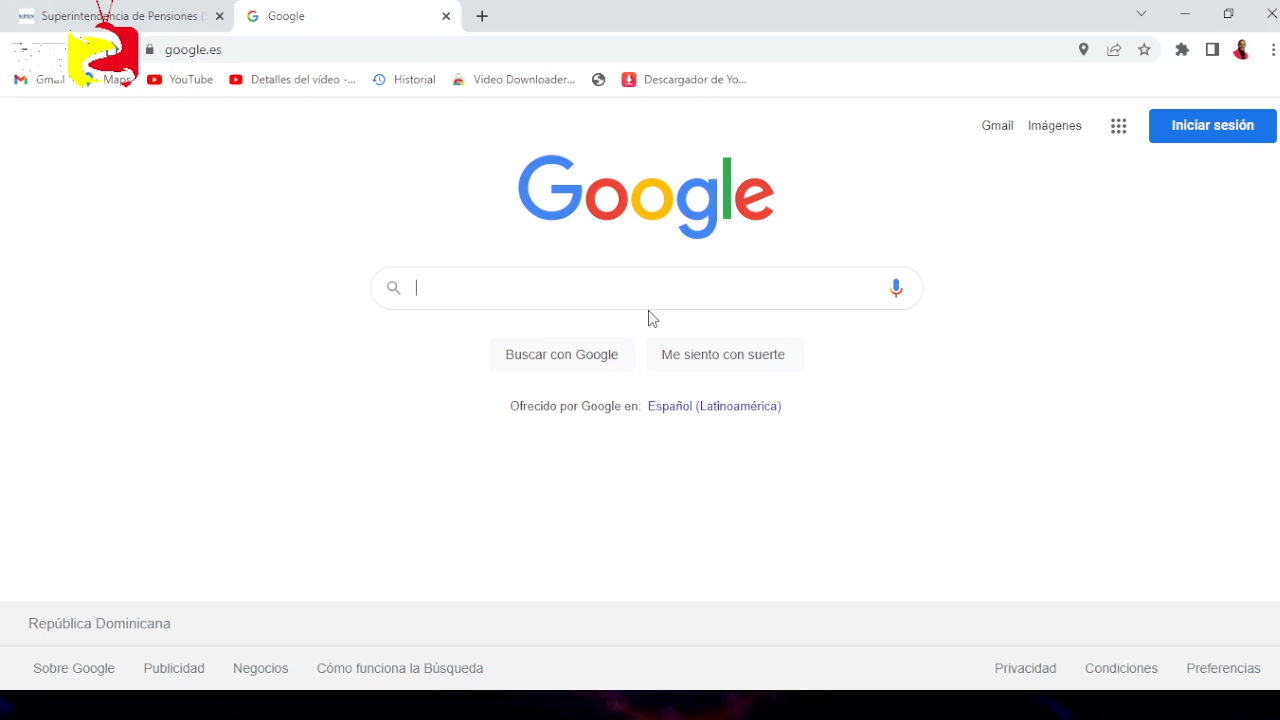 Superintendencia de Pensiones (
Google
google.es
Gmail
Maps
YouTube
Detalles del vídeo -...
Historial
Video Downloader...
Descargador de Yo...
Gmail
Imágenes
Iniciar sesión
Google
Buscar con Google
Me siento con suerte
Ofrecido por Google en: Español (Latinoamérica)
República Dominicana
Sobre Google
Publicidad
Negocios
Cómo funciona la Búsqueda
Privacidad
Condiciones
Preferencias